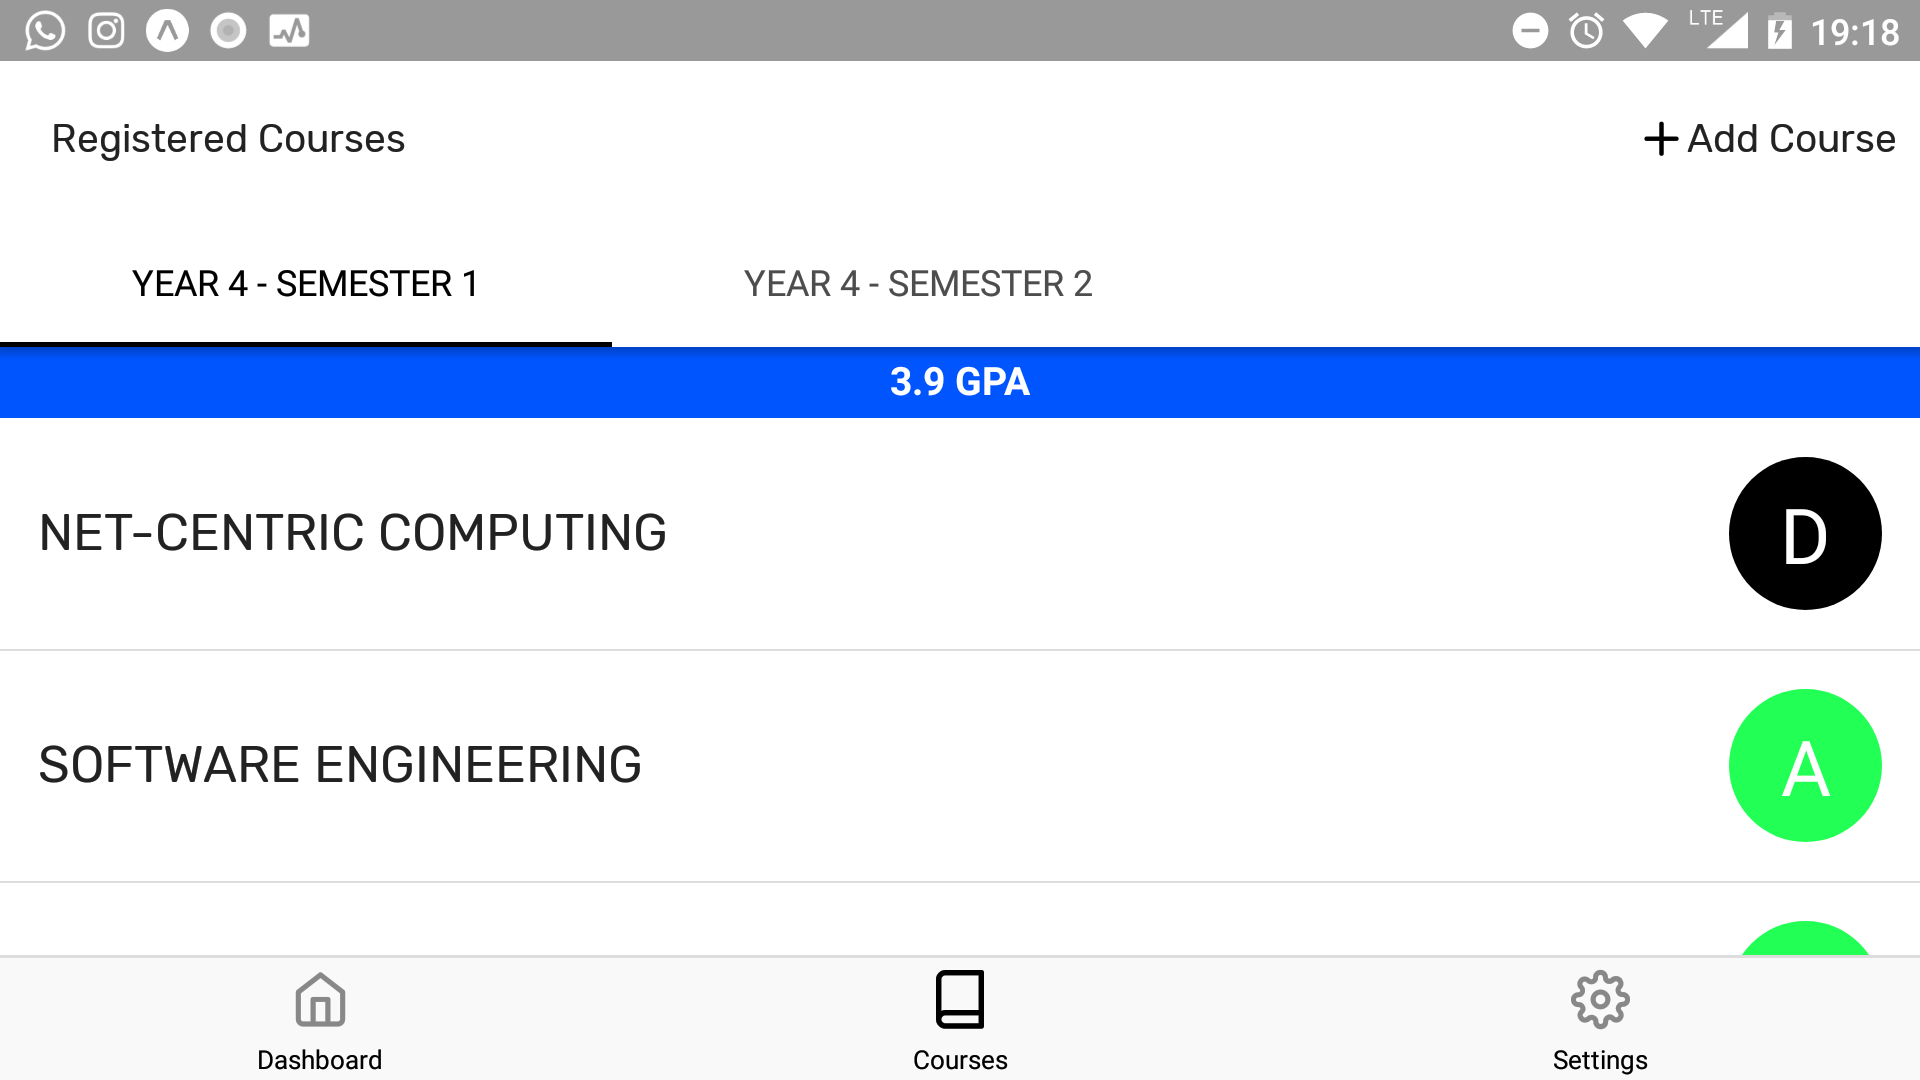 LTE 19:18
Registered Courses
Add Course
YEAR 4 - SEMESTER 1
YEAR 4 - SEMESTER 2
3.9 GPA
NET-CENTRIC COMPUTING
D
SOFTWARE ENGINEERING
A
Dashboard
Courses
Settings